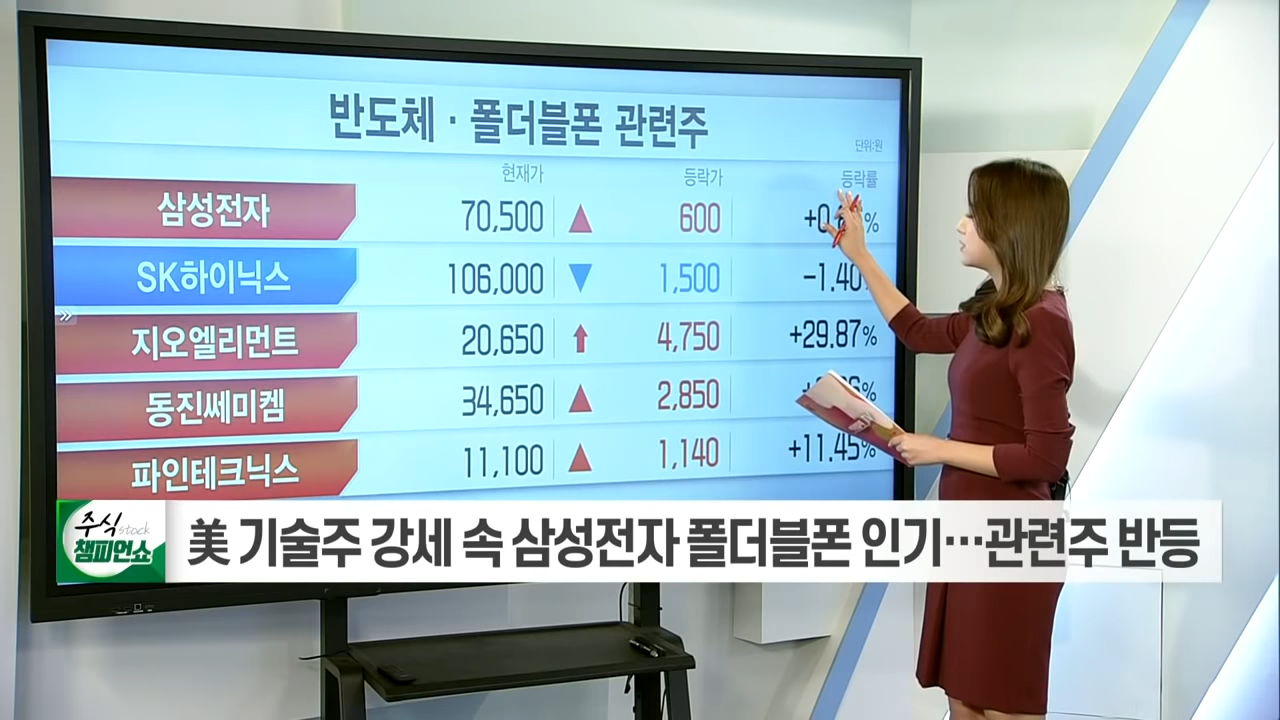 반도체 · 폴더블폰 관련주
단위:원
현재가 등락가 등락률
삼성전자 70,500 ▲ 600
SK하이닉스 106,000 ▼ 1,500 -1.40
지오엘리먼트 20,650 ⬆ 4,750 +29.87%
동진쎄미켐 34,650 ▲ 2,850
파인테크닉스 11,100 ▲ 1,140 +11.45%
주식 stock
챔피언쇼
美 기술주 강세 속 삼성전자 폴더블폰 인기…관련주 반등